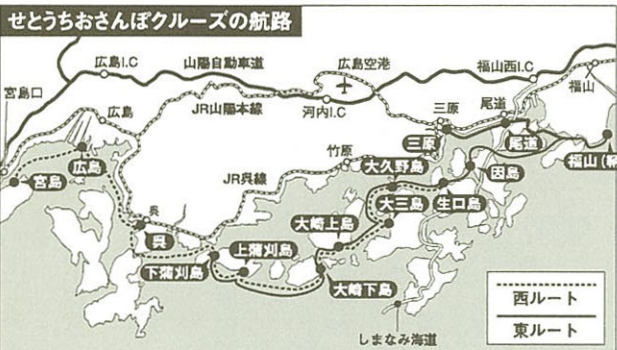 せとうちおさんぽクルーズの航路
広島I.C
山陽自動車道
広島空港
福山西I.C
宮島口
広島
JR山陽本線
河内I.C
三原
尾道
福山
三原
尾道
福山(
竹原
大久野島
因島
広島
宮島
JR呉線
大三島
生口島
呉
呉
大崎上島
上蒲刈島
下蒲刈島
大崎下島
西ルート
東ルート
しまなみ海道